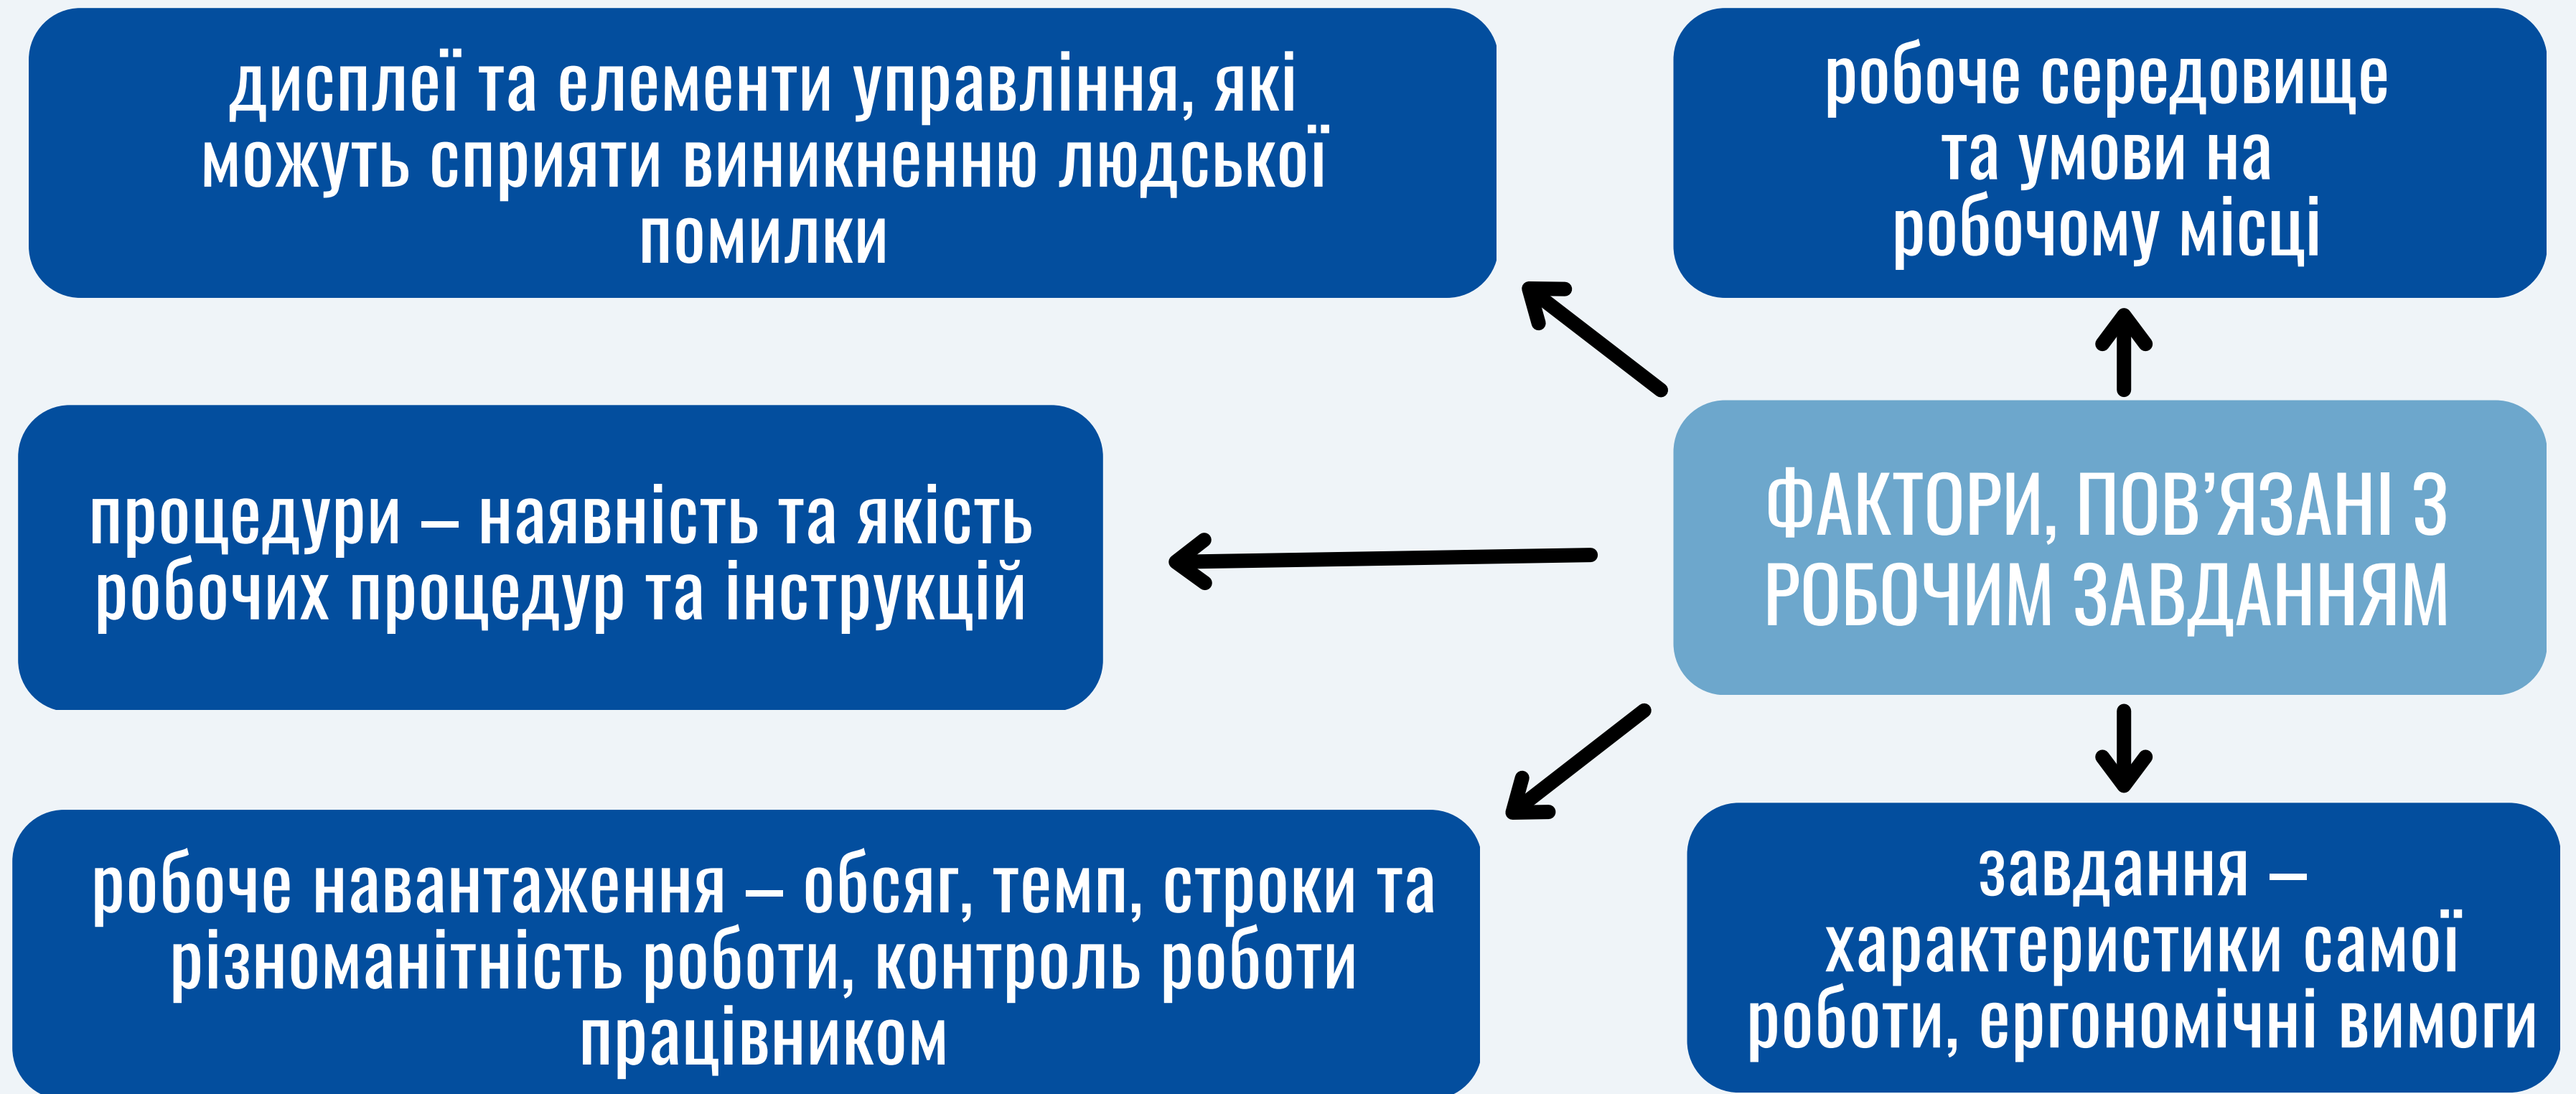 дисплеї та елементи управління, які
можуть сприяти виникненню людської
помилки
робоче середовище
та умови на
робочому місці
процедури – наявність та якість
робочих процедур та інструкцій
ФАКТОРИ, ПОВ’ЯЗАНІ З
РОБОЧИМ ЗАВДАННЯМ
робоче навантаження – обсяг, темп, строки та
різноманітність роботи, контроль роботи
працівником
завдання –
характеристики самої
роботи, ергономічні вимоги